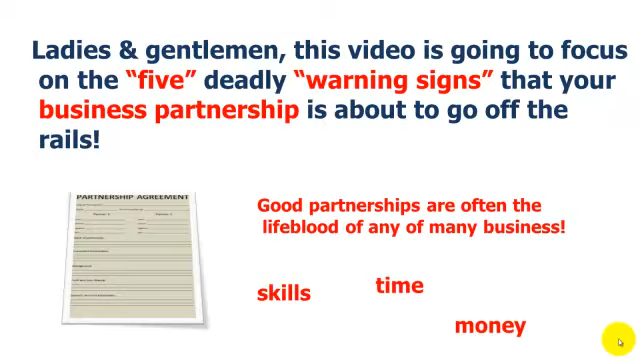 Ladies & gentlemen, this video is going to focus
on the “five” deadly “warning signs” that your
business partnership is about to go off the
rails!
PARTNERSHIP AGREEMENT
Good partnerships are often the
lifeblood of any of many business!
skills
time
money